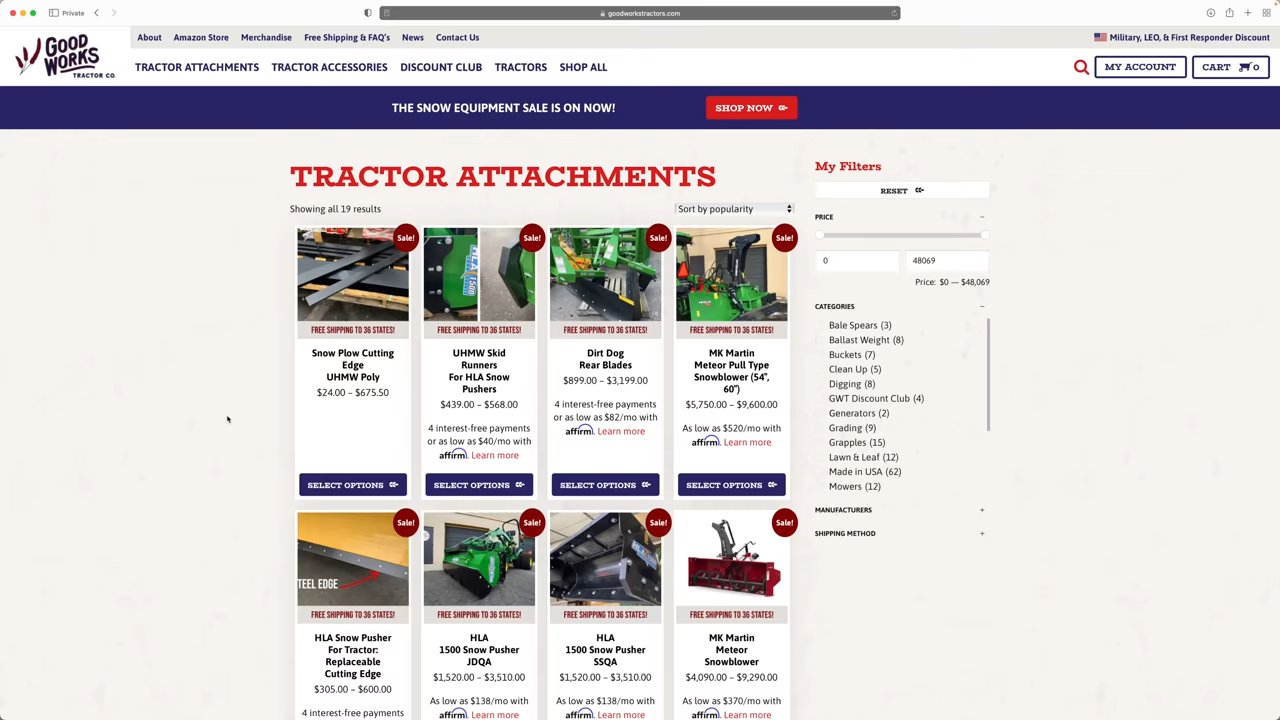 Private
goodworkstractors.com
GOOD
WORKS
TRACTOR CO.
About Amazon Store Merchandise Free Shipping & FAQ's News Contact Us
Military, LEO, & First Responder Discount
TRACTOR ATTACHMENTS TRACTOR ACCESSORIES DISCOUNT CLUB TRACTORS SHOP ALL
MY ACCOUNT CART 0
THE SNOW EQUIPMENT SALE IS ON NOW! SHOP NOW
TRACTOR ATTACHMENTS
Showing all 19 results
Sort by popularity
Sale! Sale! Sale! Sale!
FREE SHIPPING TO 36 STATES! FREE SHIPPING TO 36 STATES! FREE SHIPPING TO 36 STATES! FREE SHIPPING TO 36 STATES!
Snow Plow Cutting
Edge
UHMW Poly
$24.00 – $675.50
SELECT OPTIONS
UHMW Skid
Runners
For HLA Snow
Pushers
$439.00 – $568.00
4 interest-free payments
or as low as $40/mo with
affirm. Learn more
SELECT OPTIONS
Dirt Dog
Rear Blades
$899.00 – $3,199.00
4 interest-free payments
or as low as $82/mo with
affirm. Learn more
SELECT OPTIONS
MK Martin
Meteor Pull Type
Snowblower (54″,
60″)
$5,750.00 – $9,600.00
As low as $520/mo with
affirm. Learn more
SELECT OPTIONS
Sale! Sale! Sale! Sale!
TEEL EDGE
FREE SHIPPING TO 36 STATES! FREE SHIPPING TO 36 STATES! FREE SHIPPING TO 36 STATES! FREE SHIPPING TO 36 STATES!
HLA Snow Pusher
For Tractor:
Replaceable
Cutting Edge
$305.00 – $600.00
4 interest-free payments
HLA
1500 Snow Pusher
JDQA
$1,520.00 – $3,510.00
As low as $138/mo with
affirm. Learn more
HLA
1500 Snow Pusher
SSQA
$1,520.00 – $3,510.00
As low as $138/mo with
affirm. Learn more
MK Martin
Meteor
Snowblower
$4,090.00 – $9,290.00
As low as $370/mo with
affirm. Learn more
My Filters
RESET
PRICE −
0 48069
Price: $0 — $48,069
CATEGORIES −
Bale Spears (3)
Ballast Weight (8)
Buckets (7)
Clean Up (5)
Digging (8)
GWT Discount Club (4)
Generators (2)
Grading (9)
Grapples (15)
Lawn & Leaf (12)
Made in USA (62)
Mowers (12)
MANUFACTURERS +
SHIPPING METHOD +